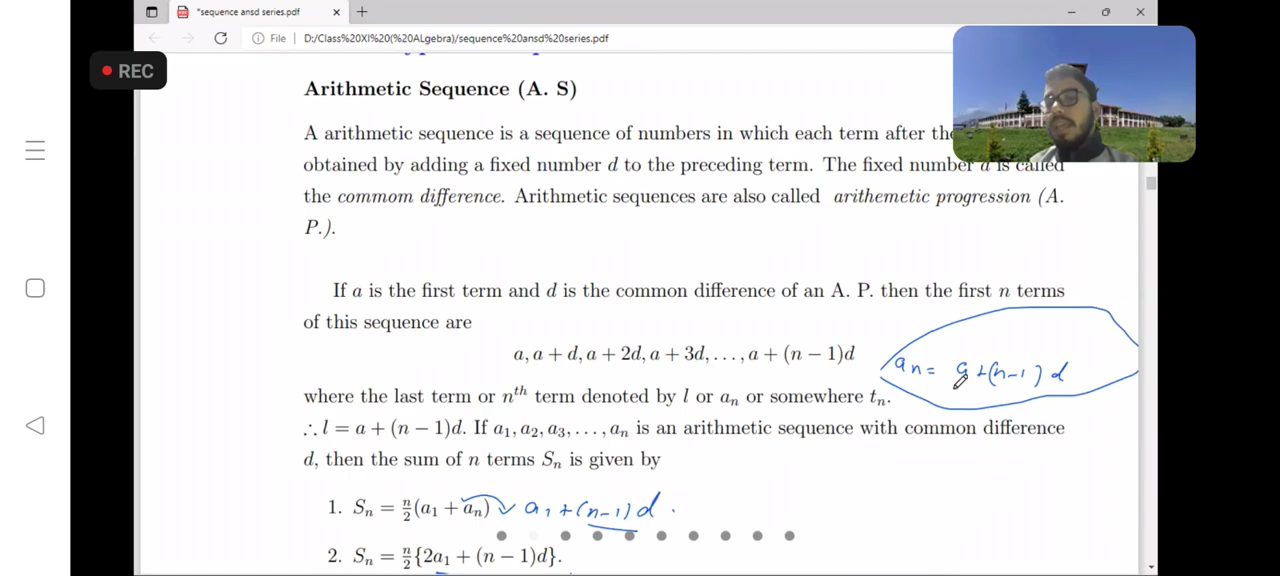 *sequence ansd series.pdf
File | D:/Class%20XI%20(%20ALgebra)/sequence%20ansd%20series.pdf
REC
Arithmetic Sequence (A. S)
A arithmetic sequence is a sequence of numbers in which each term after the
obtained by adding a fixed number d to the preceding term. The fixed number d is called
the commom difference. Arithmetic sequences are also called arithemetic progression (A.
P.).
If a is the first term and d is the common difference of an A. P. then the first n terms
of this sequence are
a, a + d, a + 2d, a + 3d, . . . , a + (n − 1)d
aₙ = a + (n-1) d
where the last term or nᵗʰ term denoted by l or aₙ or somewhere tₙ.
∴ l = a + (n − 1)d. If a₁, a₂, a₃, . . . , aₙ is an arithmetic sequence with common difference
d, then the sum of n terms Sₙ is given by
1. Sₙ = n/2(a₁ + aₙ) a₁ + (n-1) d .
2. Sₙ = n/2{2a₁ + (n − 1)d}.